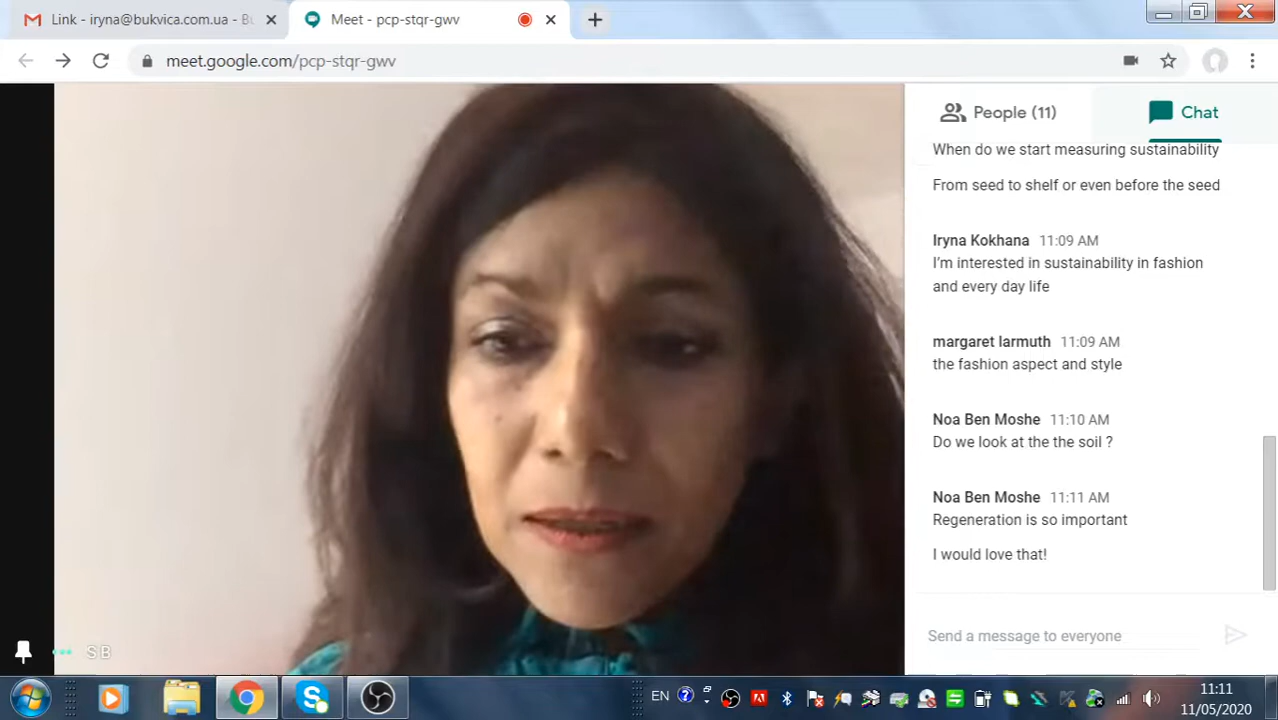 Link - iryna@bukvica.com.ua - B
Meet - pcp-stqr-gwv
meet.google.com/pcp-stqr-gwv
People (11)
Chat
When do we start measuring sustainability
From seed to shelf or even before the seed
Iryna Kokhana 11:09 AM
I'm interested in sustainability in fashion
and every day life
margaret larmuth 11:09 AM
the fashion aspect and style
Noa Ben Moshe 11:10 AM
Do we look at the the soil ?
Noa Ben Moshe 11:11 AM
Regeneration is so important
I would love that!
Send a message to everyone
S B
EN
11:11
11/05/2020